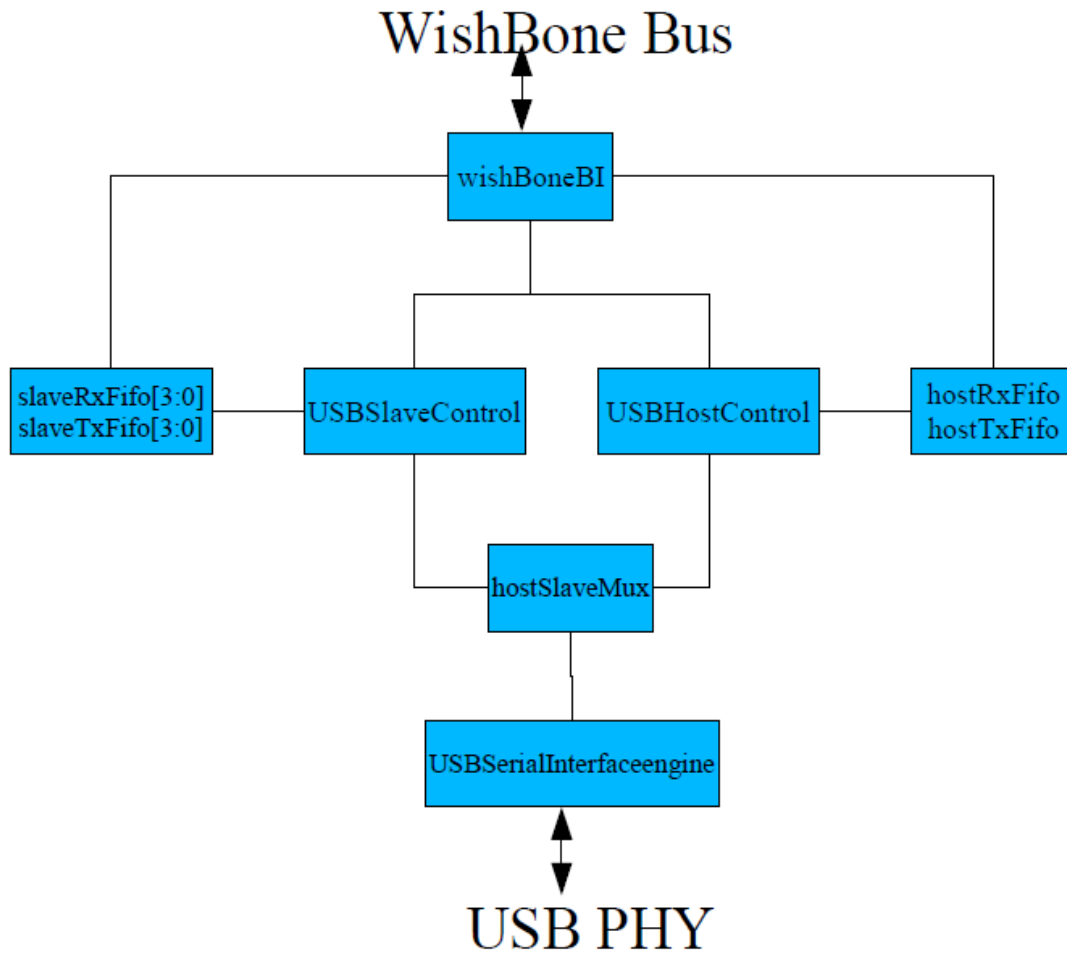 WishBone Bus
wishBoneBI
slaveRxFifo[3:0]
slaveTxFifo[3:0]
USBSlaveControl
USBHostControl
hostRxFifo
hostTxFifo
hostSlaveMux
USBSerialInterfaceengine
USB PHY